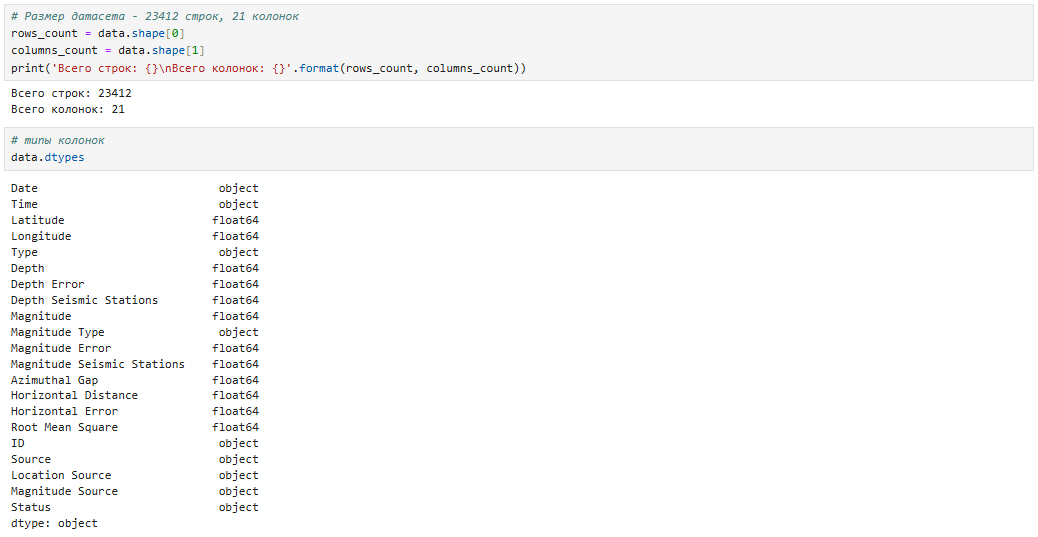 # Размер датасета - 23412 строк, 21 колонок
rows_count = data.shape[0]
columns_count = data.shape[1]
print('Всего строк: {}\nВсего колонок: {}'.format(rows_count, columns_count))
Всего строк: 23412
Всего колонок: 21
# типы колонок
data.dtypes
Date object
Time object
Latitude float64
Longitude float64
Type object
Depth float64
Depth Error float64
Depth Seismic Stations float64
Magnitude float64
Magnitude Type object
Magnitude Error float64
Magnitude Seismic Stations float64
Azimuthal Gap float64
Horizontal Distance float64
Horizontal Error float64
Root Mean Square float64
ID object
Source object
Location Source object
Magnitude Source object
Status object
dtype: object